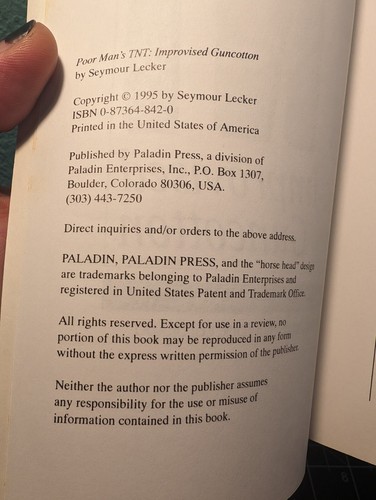 Poor Man's TNT: Improvised Guncotton
by Seymour Lecker
Copyright © 1995 by Seymour Lecker
ISBN 0-87364-842-0
Printed in the United States of America
Published by Paladin Press, a division of
Paladin Enterprises, Inc., P.O. Box 1307,
Boulder, Colorado 80306, USA.
(303) 443-7250
Direct inquiries and/or orders to the above address.
PALADIN, PALADIN PRESS, and the "horse head" design
are trademarks belonging to Paladin Enterprises and
registered in United States Patent and Trademark Office.
All rights reserved. Except for use in a review, no
portion of this book may be reproduced in any form
without the express written permission of the publisher.
Neither the author nor the publisher assumes
any responsibility for the use or misuse of
information contained in this book.